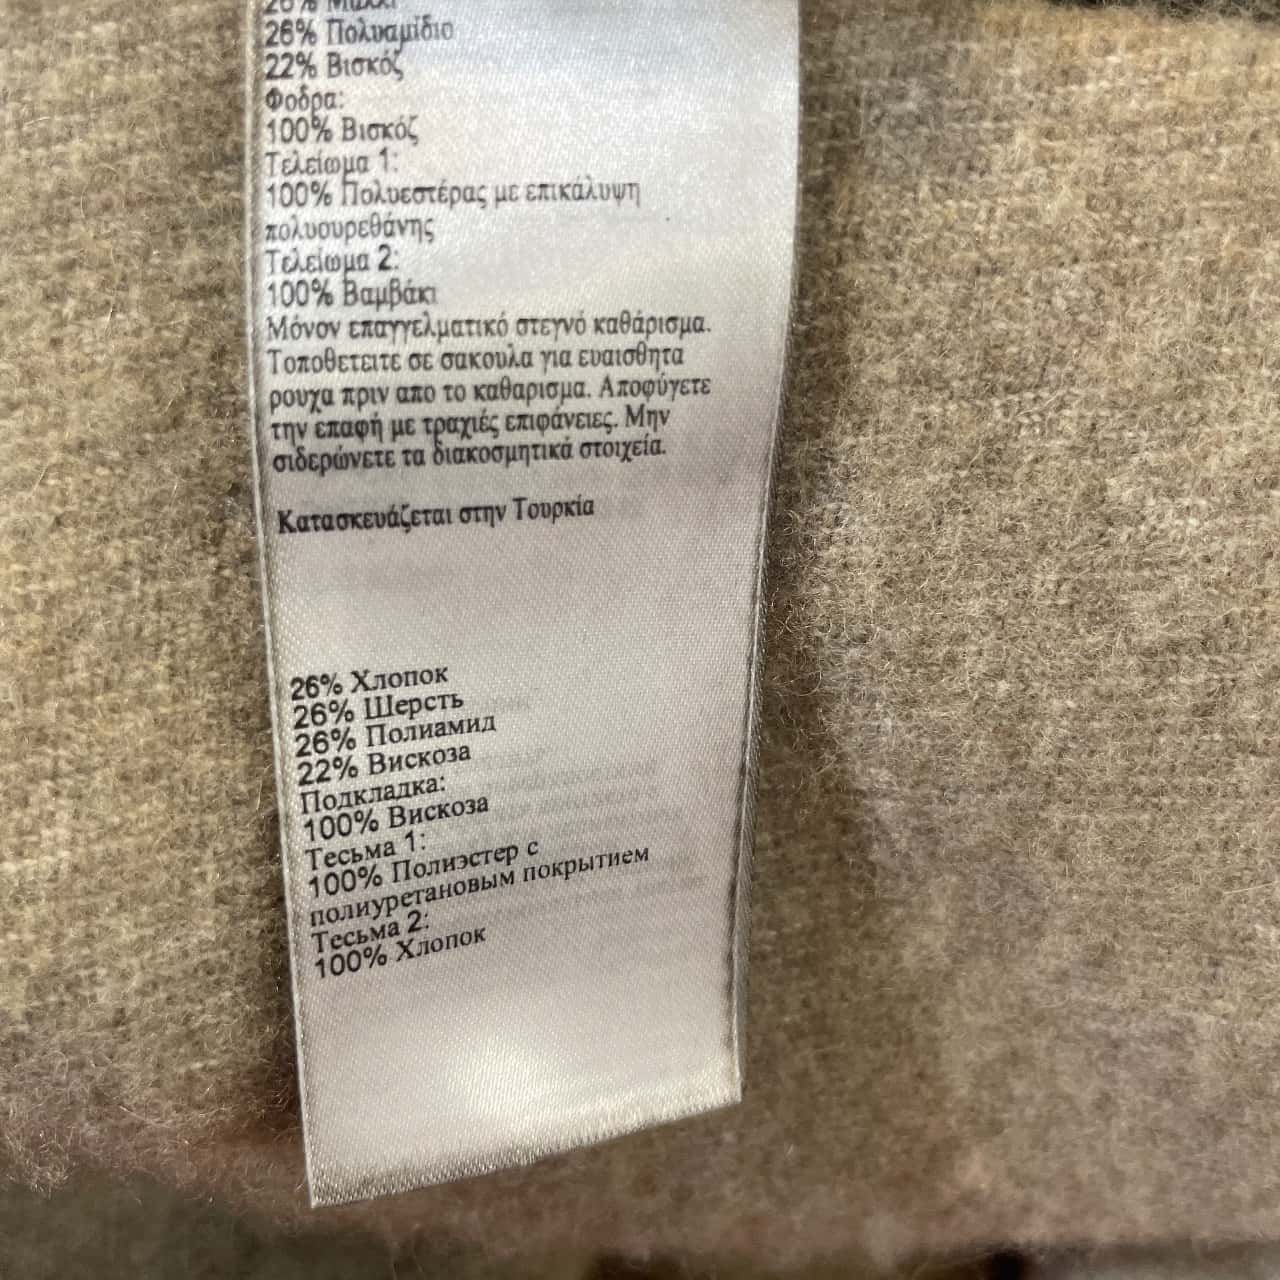 26% Μαλλί
26% Πολυαμίδιο
22% Βισκόζ
Φοδρα:
100% Βισκόζ
Τελείωμα 1:
100% Πολυεστέρας με επικάλυψη
πολυουρεθάνης
Τελείωμα 2:
100% Βαμβάκι
Μόνον επαγγελματικό στεγνό καθάρισμα.
Τοποθετειτε σε σακουλα για ευαισθητα
ρουχα πριν απο το καθαρισμα. Αποφύγετε
την επαφή με τραχιές επιφάνειες. Μην
σιδερώνετε τα διακοσμητικά στοιχεία.
Κατασκευάζεται στην Τουρκία
26% Хлопок
26% Шерсть
26% Полиамид
22% Вискоза
Подкладка:
100% Вискоза
Тесьма 1:
100% Полиэстер с
полиуретановым покрытием
Тесьма 2:
100% Хлопок